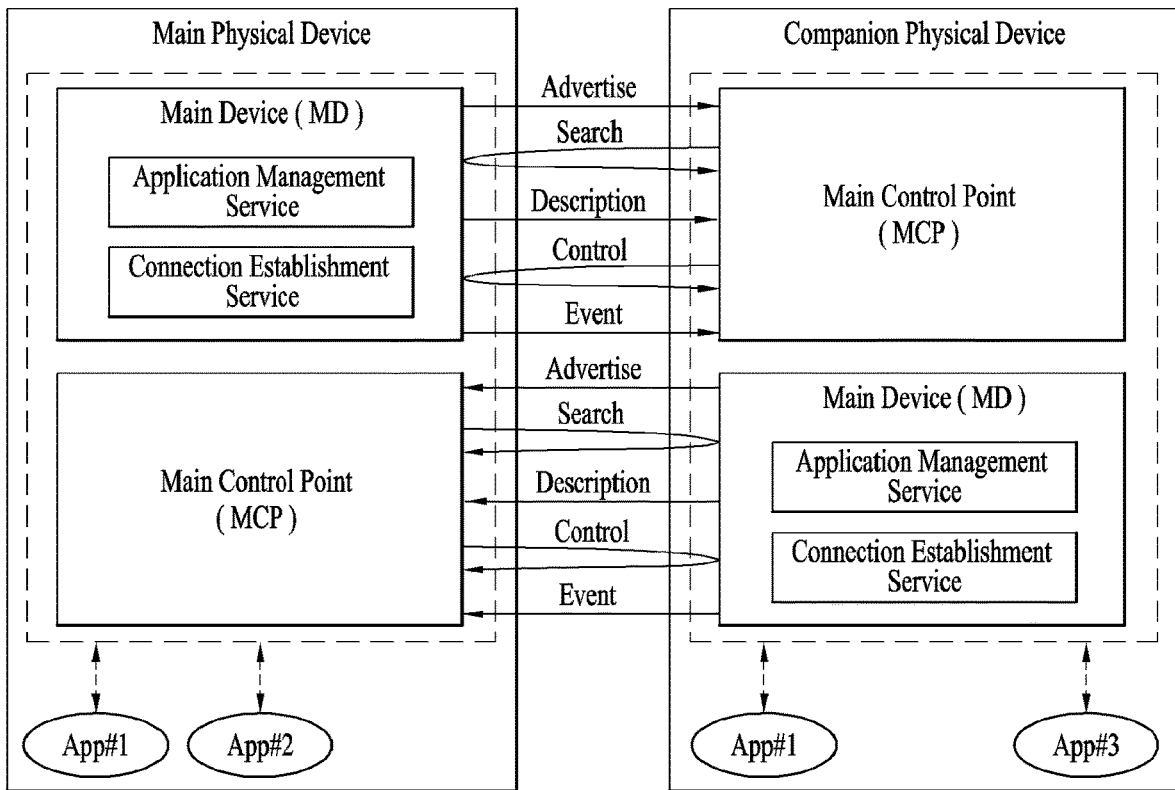 Main Physical Device
Companion Physical Device
Main Device ( MD )
Application Management
Service
Connection Establishment
Service
Advertise
Search
Description
Control
Event
Main Control Point
( MCP )
Main Control Point
( MCP )
Advertise
Search
Description
Control
Event
Main Device ( MD )
Application Management
Service
Connection Establishment
Service
App#1
App#2
App#1
App#3